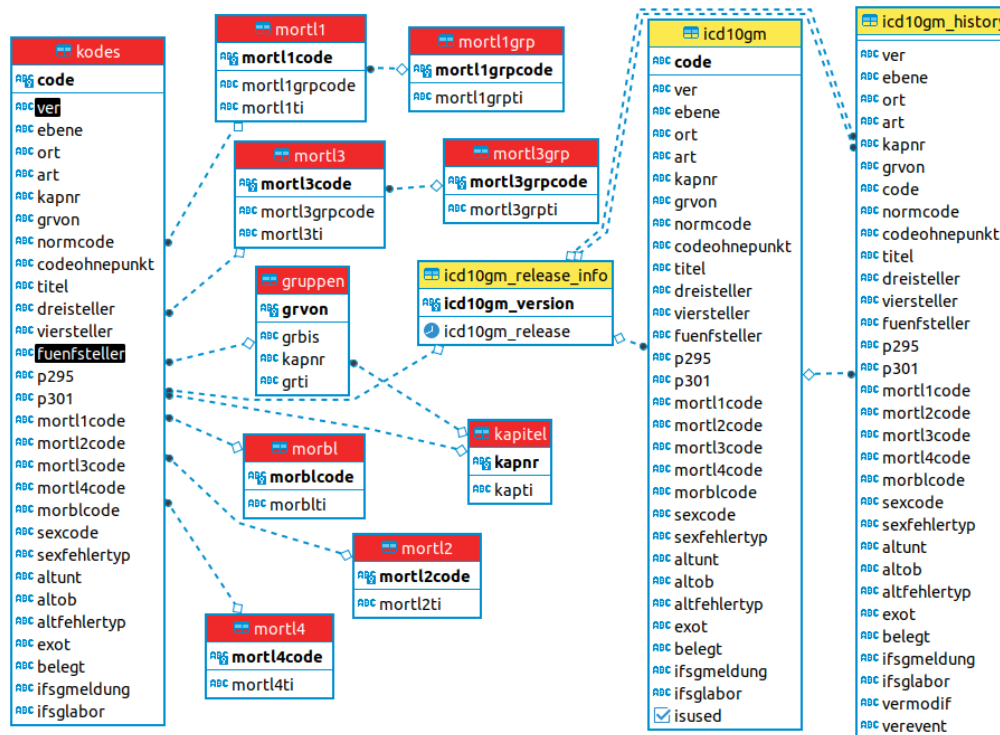 kodes
code
ver
ebene
ort
art
kapnr
grvon
normcode
codeohnepunkt
titel
dreisteller
viersteller
fuenfsteller
p295
p301
mortl1code
mortl2code
mortl3code
mortl4code
morblcode
sexcode
sexfehlertyp
altunt
altob
altfehlertyp
exot
belegt
ifsgmeldung
ifsglabor
mortl1
mortl1code
mortl1grpcode
mortl1ti
mortl1grp
mortl1grpcode
mortl1grpti
mortl3
mortl3code
mortl3grpcode
mortl3ti
mortl3grp
mortl3grpcode
mortl3grpti
gruppen
grvon
grbis
kapnr
grti
icd10gm_release_info
icd10gm_version
icd10gm_release
morbl
morblcode
morblti
kapitel
kapnr
kapti
mortl2
mortl2code
mortl2ti
mortl4
mortl4code
mortl4ti
icd10gm
code
ver
ebene
ort
art
kapnr
grvon
normcode
codeohnepunkt
titel
dreisteller
viersteller
fuenfsteller
p295
p301
mortl1code
mortl2code
mortl3code
mortl4code
morblcode
sexcode
sexfehlertyp
altunt
altob
altfehlertyp
exot
belegt
ifsgmeldung
ifsglabor
isused
icd10gm_history
ver
ebene
ort
art
kapnr
grvon
code
normcode
codeohnepunkt
titel
dreisteller
viersteller
fuenfsteller
p295
p301
mortl1code
mortl2code
mortl3code
mortl4code
morblcode
sexcode
sexfehlertyp
altunt
altob
altfehlertyp
exot
belegt
ifsgmeldung
ifsglabor
vermodif
verevent